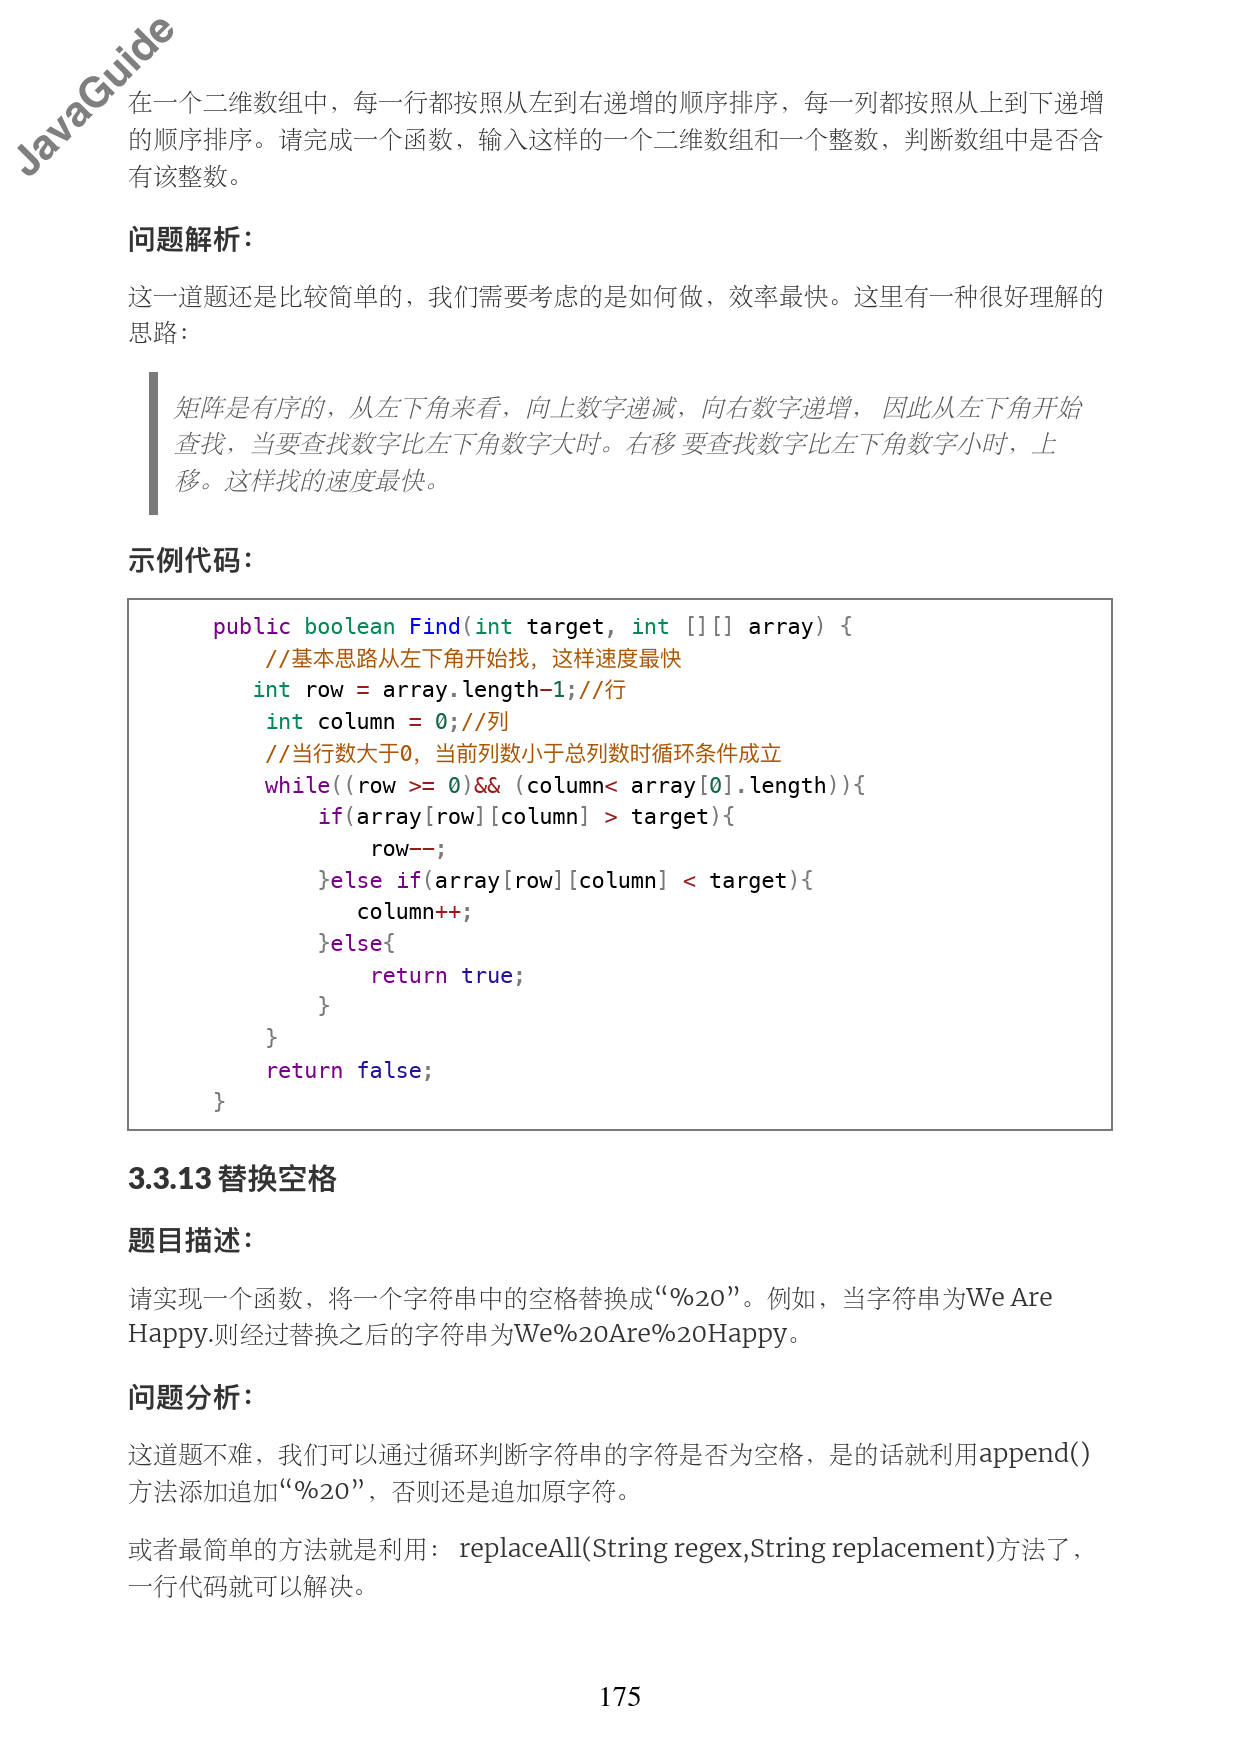 JavaGuide
在一个二维数组中，每一行都按照从左到右递增的顺序排序，每一列都按照从上到下递增
的顺序排序。请完成一个函数，输入这样的一个二维数组和一个整数，判断数组中是否含
有该整数。
问题解析：
这一道题还是比较简单的，我们需要考虑的是如何做，效率最快。这里有一种很好理解的
思路：
矩阵是有序的，从左下角来看，向上数字递减，向右数字递增， 因此从左下角开始
查找，当要查找数字比左下角数字大时。右移 要查找数字比左下角数字小时，上
移。这样找的速度最快。
示例代码：
public boolean Find(int target, int [][] array) {
//基本思路从左下角开始找，这样速度最快
int row = array.length-1;//行
int column = 0;//列
//当行数大于0，当前列数小于总列数时循环条件成立
while((row >= 0)&& (column< array[0].length)){
if(array[row][column] > target){
row--;
}else if(array[row][column] < target){
column++;
}else{
return true;
}
}
return false;
}
3.3.13 替换空格
题目描述：
请实现一个函数，将一个字符串中的空格替换成“%20”。例如，当字符串为We Are
Happy.则经过替换之后的字符串为We%20Are%20Happy。
问题分析：
这道题不难，我们可以通过循环判断字符串的字符是否为空格，是的话就利用append()
方法添加追加“%20”，否则还是追加原字符。
或者最简单的方法就是利用： replaceAll(String regex,String replacement)方法了，
一行代码就可以解决。
175